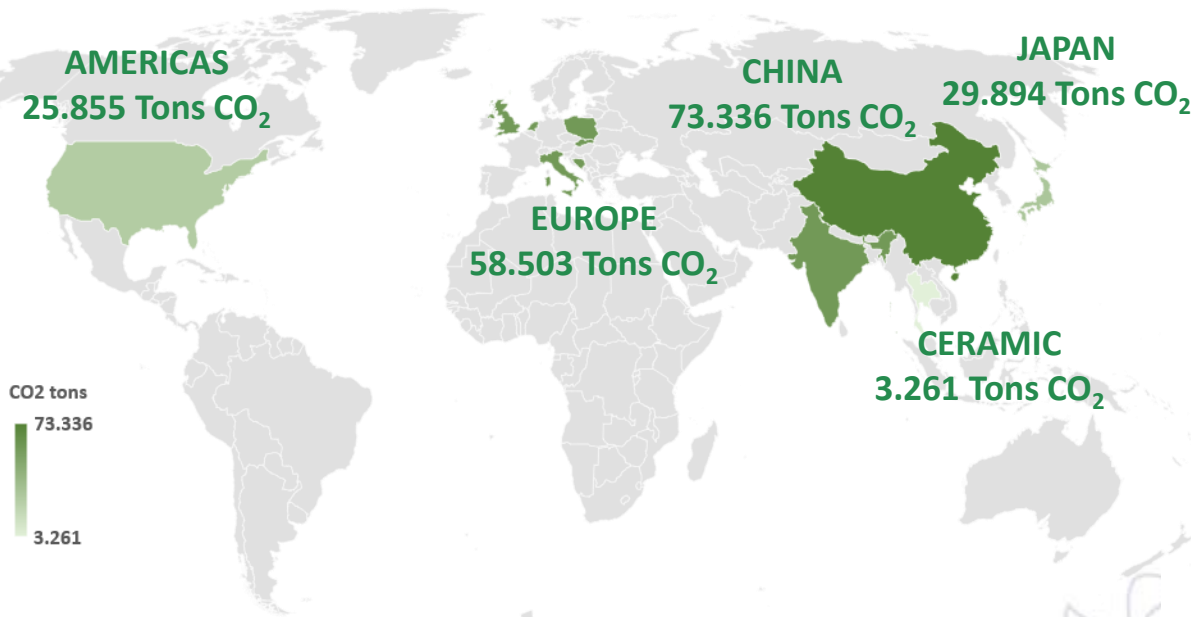 AMERICAS
25.855 Tons CO₂
CHINA
73.336 Tons CO₂
JAPAN
29.894 Tons CO₂
EUROPE
58.503 Tons CO₂
CERAMIC
3.261 Tons CO₂
CO2 tons
73.336
3.261